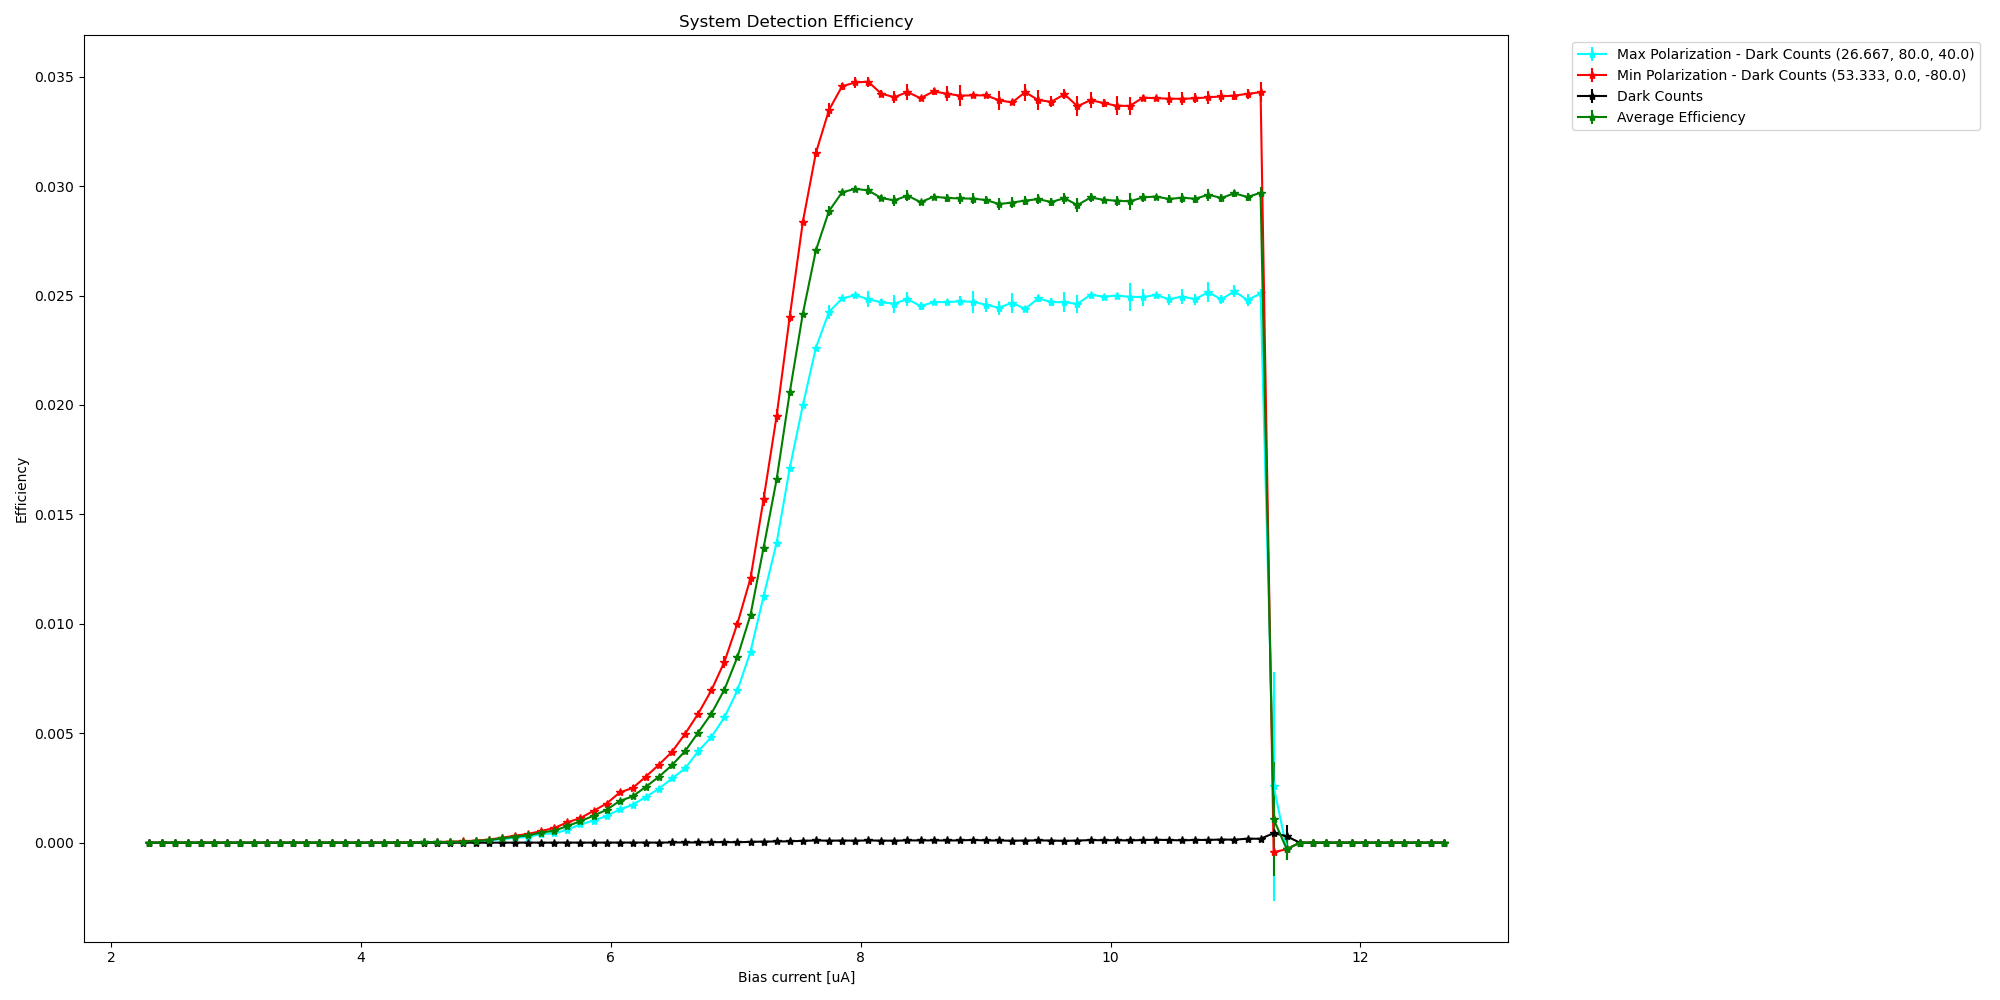 System Detection Efficiency
Max Polarization - Dark Counts (26.667, 80.0, 40.0)
Min Polarization - Dark Counts (53.333, 0.0, -80.0)
Dark Counts
Average Efficiency
Efficiency
0.035
0.030
0.025
0.020
0.015
0.010
0.005
0.000
2 4 6 8 10 12
Bias current [uA]